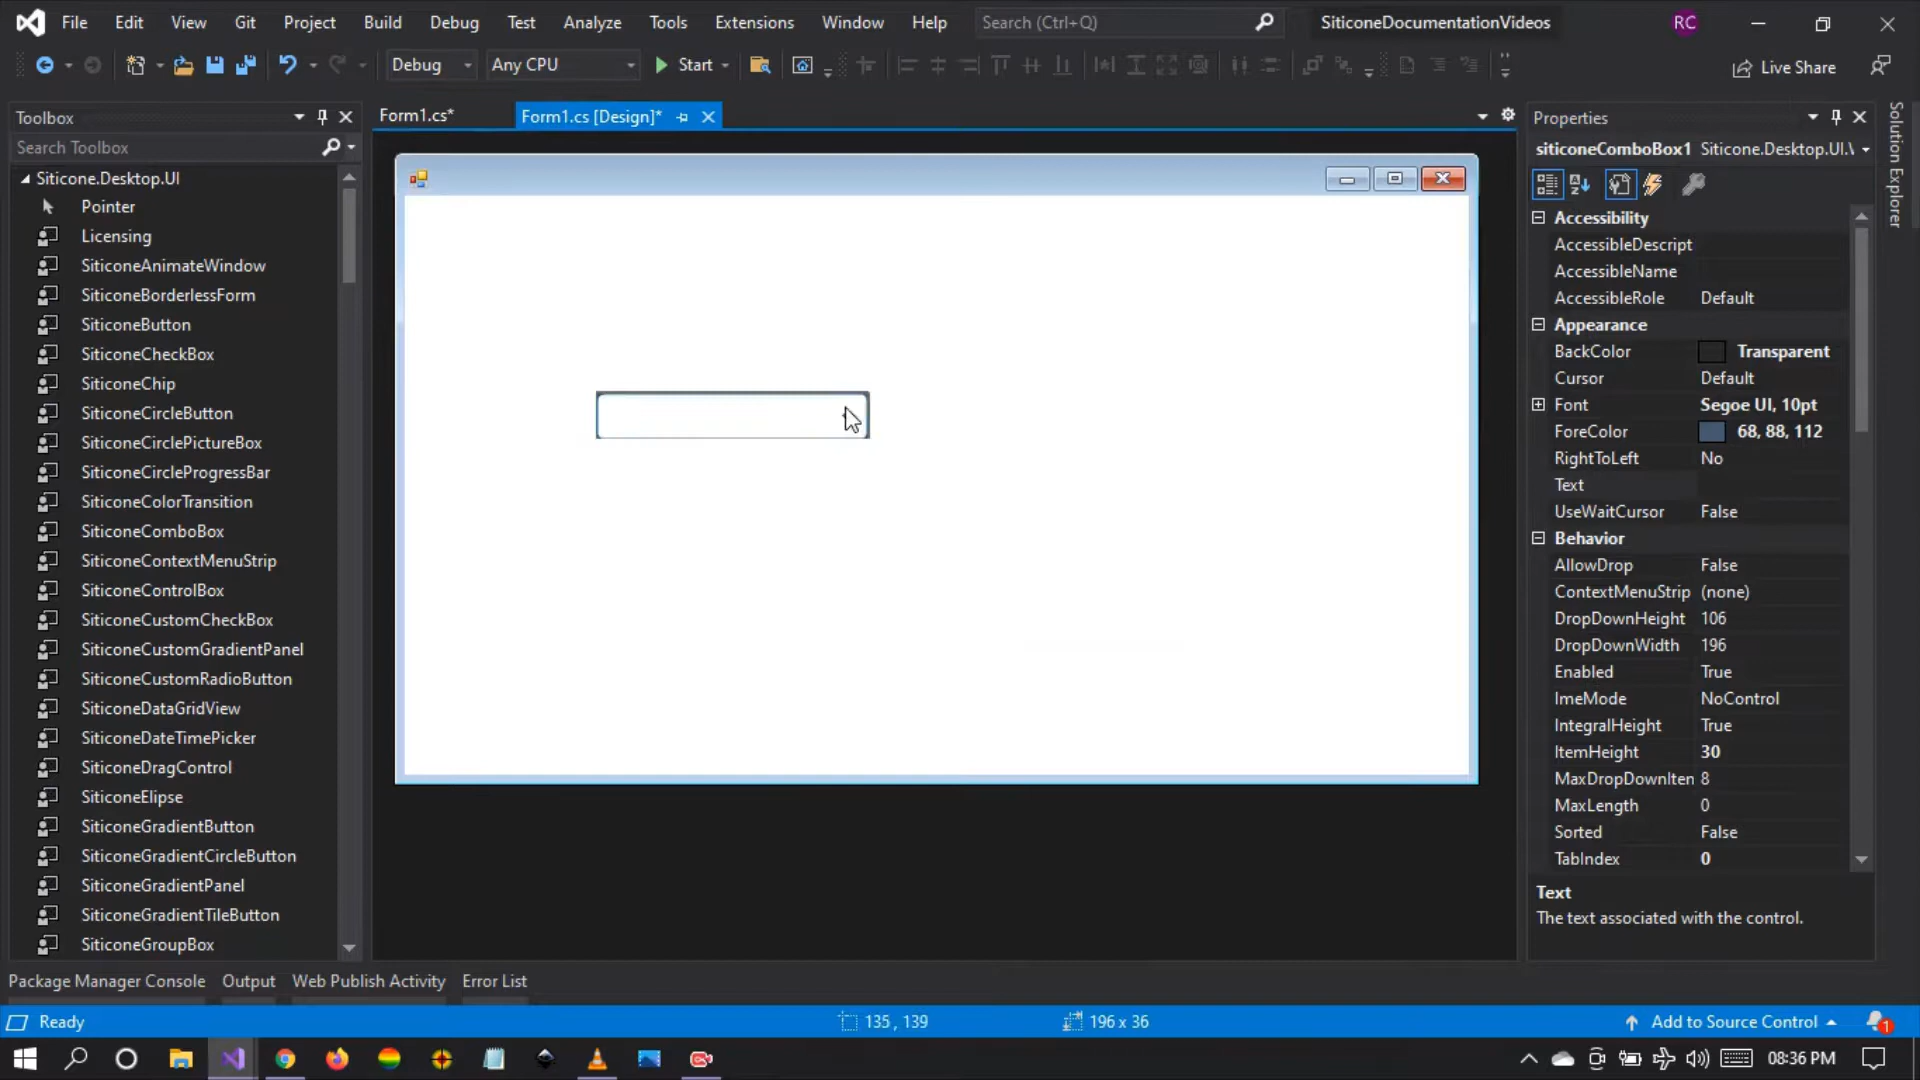 File Edit View Git Project Build Debug Test Analyze Tools Extensions Window Help Search (Ctrl+Q) SiticoneDocumentationVideos RC
Debug Any CPU Start Live Share
Toolbox
Search Toolbox
Siticone.Desktop.UI
Pointer
Licensing
SiticoneAnimateWindow
SiticoneBorderlessForm
SiticoneButton
SiticoneCheckBox
SiticoneChip
SiticoneCircleButton
SiticoneCirclePictureBox
SiticoneCircleProgressBar
SiticoneColorTransition
SiticoneComboBox
SiticoneContextMenuStrip
SiticoneControlBox
SiticoneCustomCheckBox
SiticoneCustomGradientPanel
SiticoneCustomRadioButton
SiticoneDataGridView
SiticoneDateTimePicker
SiticoneDragControl
SiticoneElipse
SiticoneGradientButton
SiticoneGradientCircleButton
SiticoneGradientPanel
SiticoneGradientTileButton
SiticoneGroupBox
Form1.cs* Form1.cs [Design]*
Properties
siticoneComboBox1 Siticone.Desktop.UI.\
Accessibility
AccessibleDescript
AccessibleName
AccessibleRole Default
Appearance
BackColor Transparent
Cursor Default
Font Segoe UI, 10pt
ForeColor 68, 88, 112
RightToLeft No
Text
UseWaitCursor False
Behavior
AllowDrop False
ContextMenuStrip (none)
DropDownHeight 106
DropDownWidth 196
Enabled True
ImeMode NoControl
IntegralHeight True
ItemHeight 30
MaxDropDownIten 8
MaxLength 0
Sorted False
TabIndex 0
Text
The text associated with the control.
Solution Explorer
Package Manager Console Output Web Publish Activity Error List
Ready 135 , 139 196 x 36 Add to Source Control 1
08:36 PM